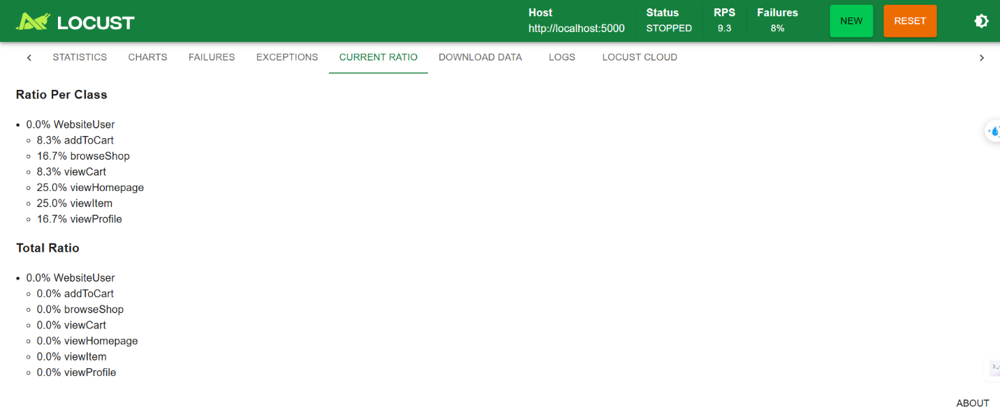 LOCUST
Host
http://localhost:5000
Status
STOPPED
RPS
9.3
Failures
8%
NEW
RESET
STATISTICS
CHARTS
FAILURES
EXCEPTIONS
CURRENT RATIO
DOWNLOAD DATA
LOGS
LOCUST CLOUD
Ratio Per Class
0.0% WebsiteUser
8.3% addToCart
16.7% browseShop
8.3% viewCart
25.0% viewHomepage
25.0% viewItem
16.7% viewProfile
Total Ratio
0.0% WebsiteUser
0.0% addToCart
0.0% browseShop
0.0% viewCart
0.0% viewHomepage
0.0% viewItem
0.0% viewProfile
ABOUT